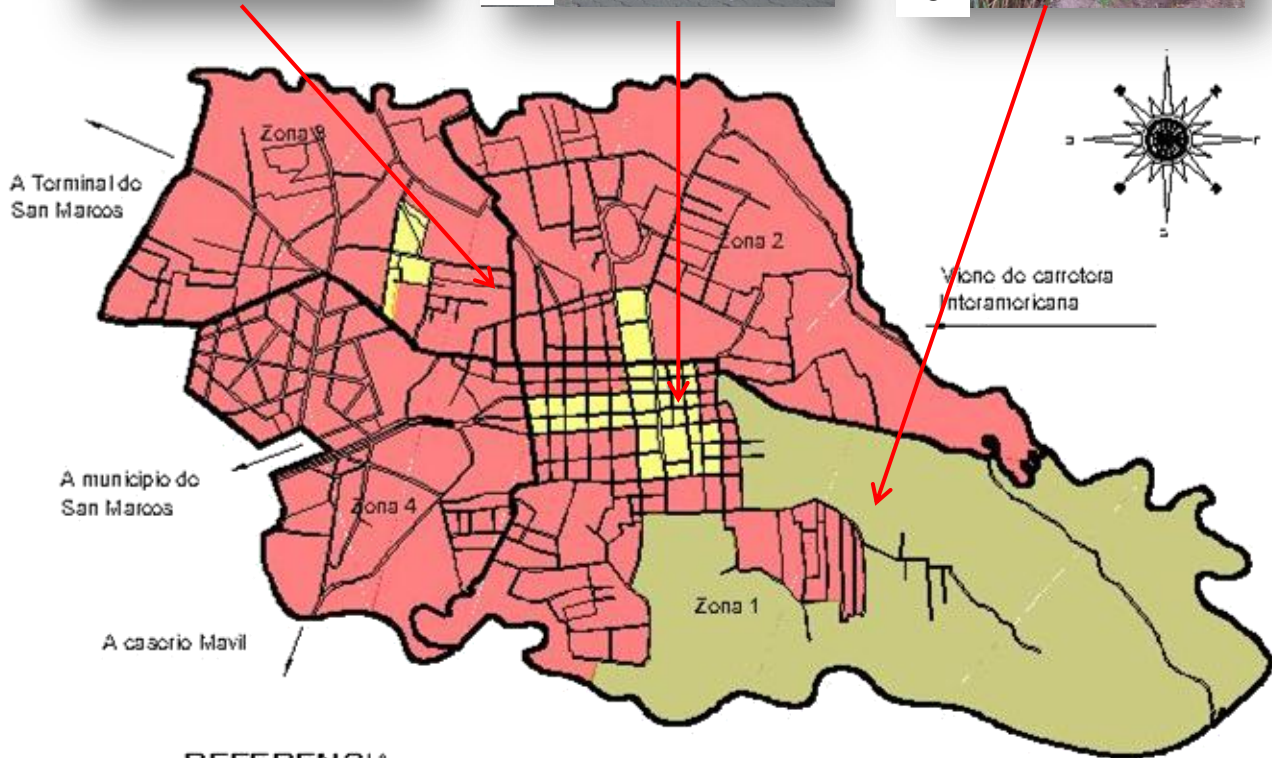 Zona 3
A Terminal de
San Marcos
Zona 2
Viene de carretera
Interamericana
A municipio de
San Marcos
Zona 4
Zona 1
A caserio Mavil